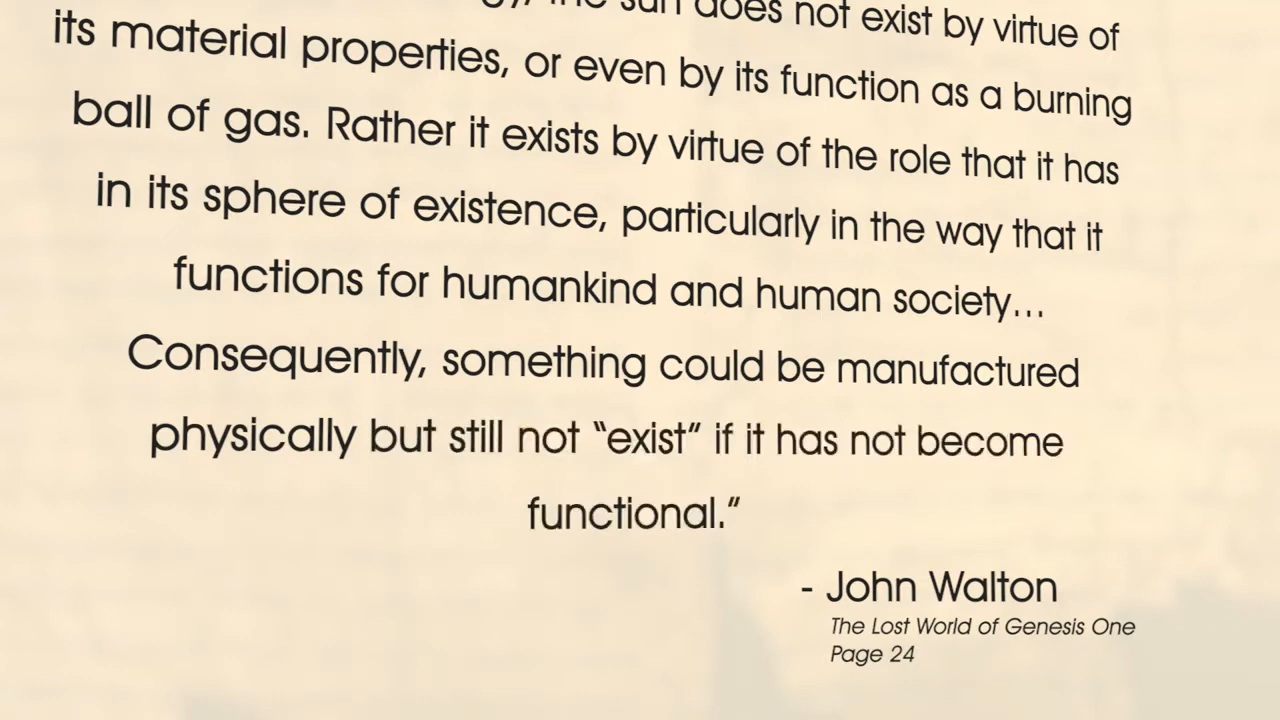 the sun does not exist by virtue of
its material properties, or even by its function as a burning
ball of gas. Rather it exists by virtue of the role that it has
in its sphere of existence, particularly in the way that it
functions for humankind and human society...
Consequently, something could be manufactured
physically but still not “exist” if it has not become
functional.”
- John Walton
The Lost World of Genesis One
Page 24